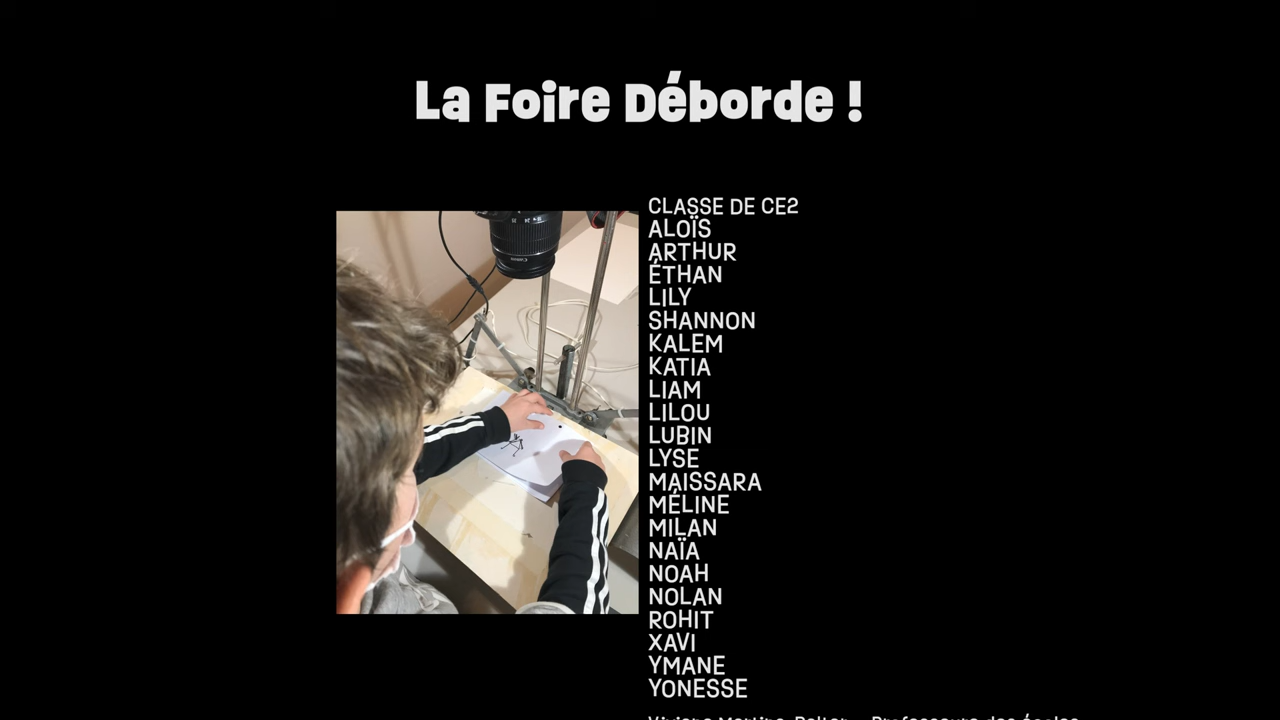 La Foire Déborde !
CLASSE DE CE2
ALOÏS
ARTHUR
ÉTHAN
LILY
SHANNON
KALEM
KATIA
LIAM
LILOU
LUBIN
LYSE
MAISSARA
MÉLINE
MILAN
NAÏA
NOAH
NOLAN
ROHIT
XAVI
YMANE
YONESSE
Canon